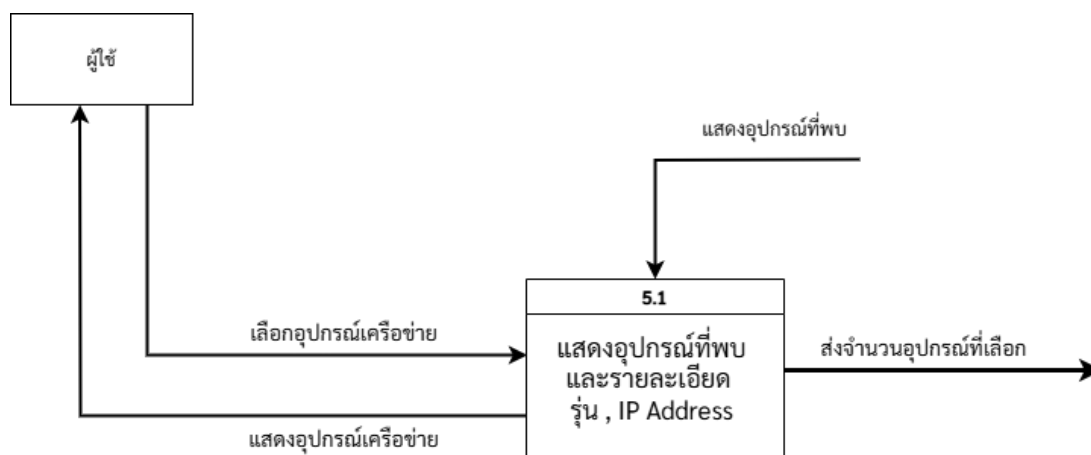 ผู้ใช้
แสดงอุปกรณ์ที่พบ
5.1
เลือกอุปกรณ์เครือข่าย
แสดงอุปกรณ์ที่พบ
และรายละเอียด
รุ่น , IP Address
ส่งจำนวนอุปกรณ์ที่เลือก
แสดงอุปกรณ์เครือข่าย